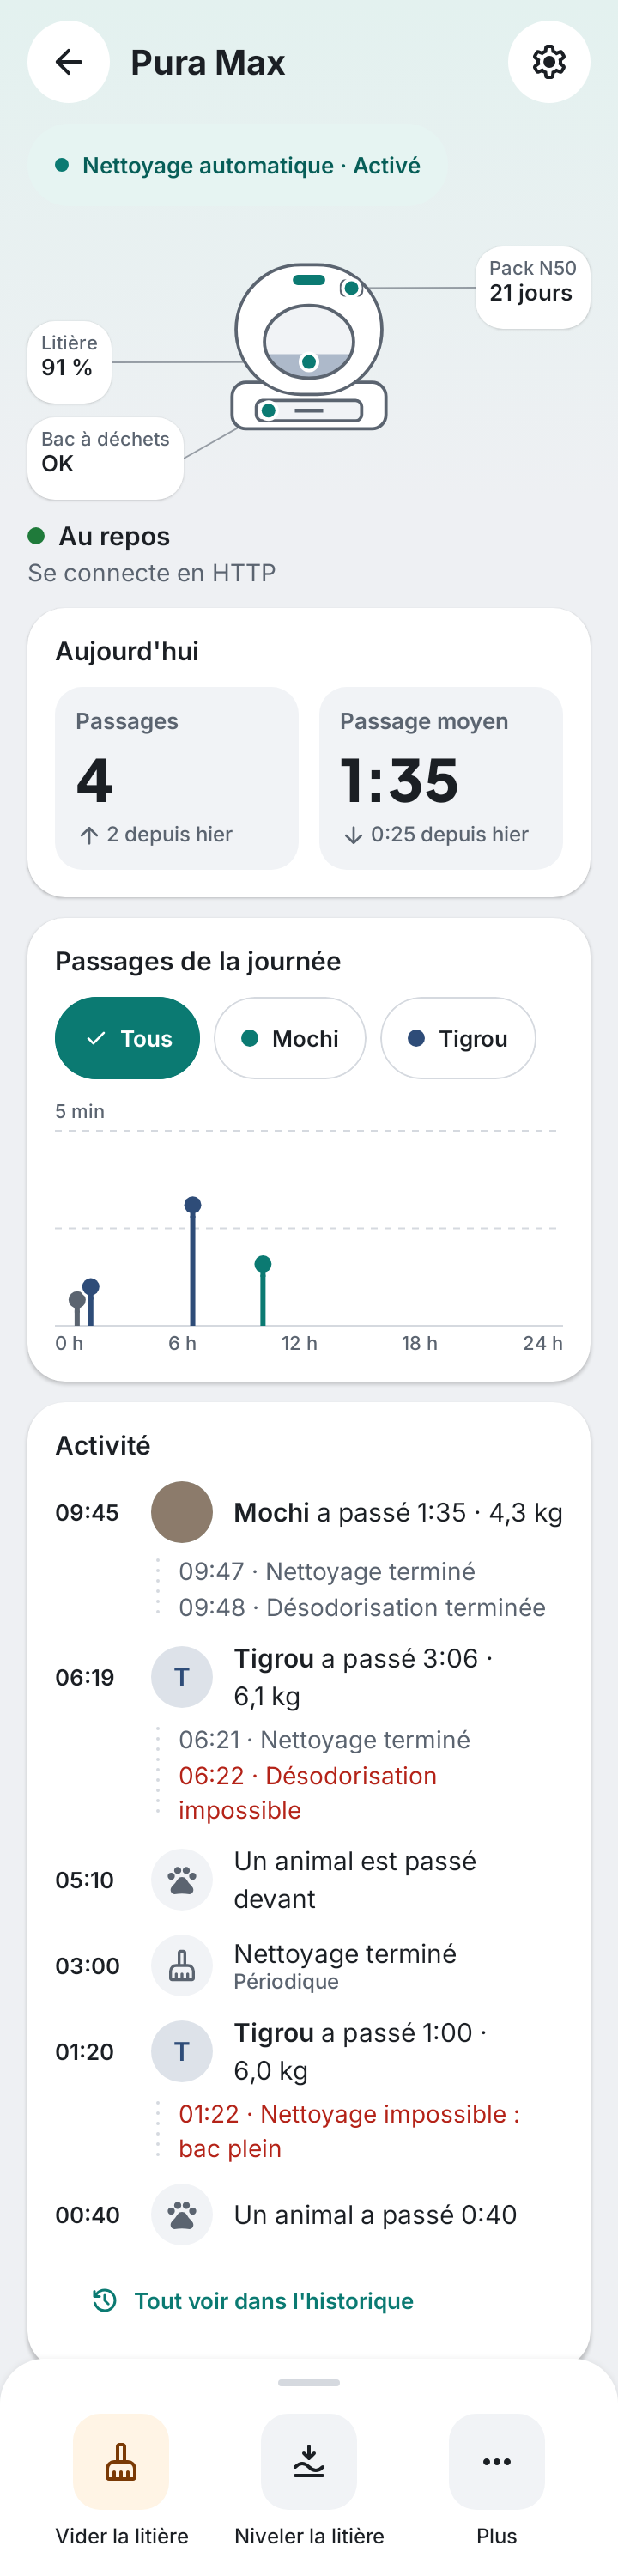 Pura Max
Nettoyage automatique · Activé
Pack N50
21 jours
Litière
91 %
Bac à déchets
OK
Au repos
Se connecte en HTTP
Aujourd'hui
Passages
4
↑ 2 depuis hier
Passage moyen
1:35
↓ 0:25 depuis hier
Passages de la journée
Tous
Mochi
Tigrou
5 min
0 h
6 h
12 h
18 h
24 h
Activité
09:45
Mochi a passé 1:35 · 4,3 kg
09:47 · Nettoyage terminé
09:48 · Désodorisation terminée
06:19
T
Tigrou a passé 3:06 ·
6,1 kg
06:21 · Nettoyage terminé
06:22 · Désodorisation
impossible
05:10
Un animal est passé
devant
03:00
Nettoyage terminé
Périodique
01:20
T
Tigrou a passé 1:00 ·
6,0 kg
01:22 · Nettoyage impossible :
bac plein
00:40
Un animal a passé 0:40
Tout voir dans l'historique
Vider la litière
Niveler la litière
Plus